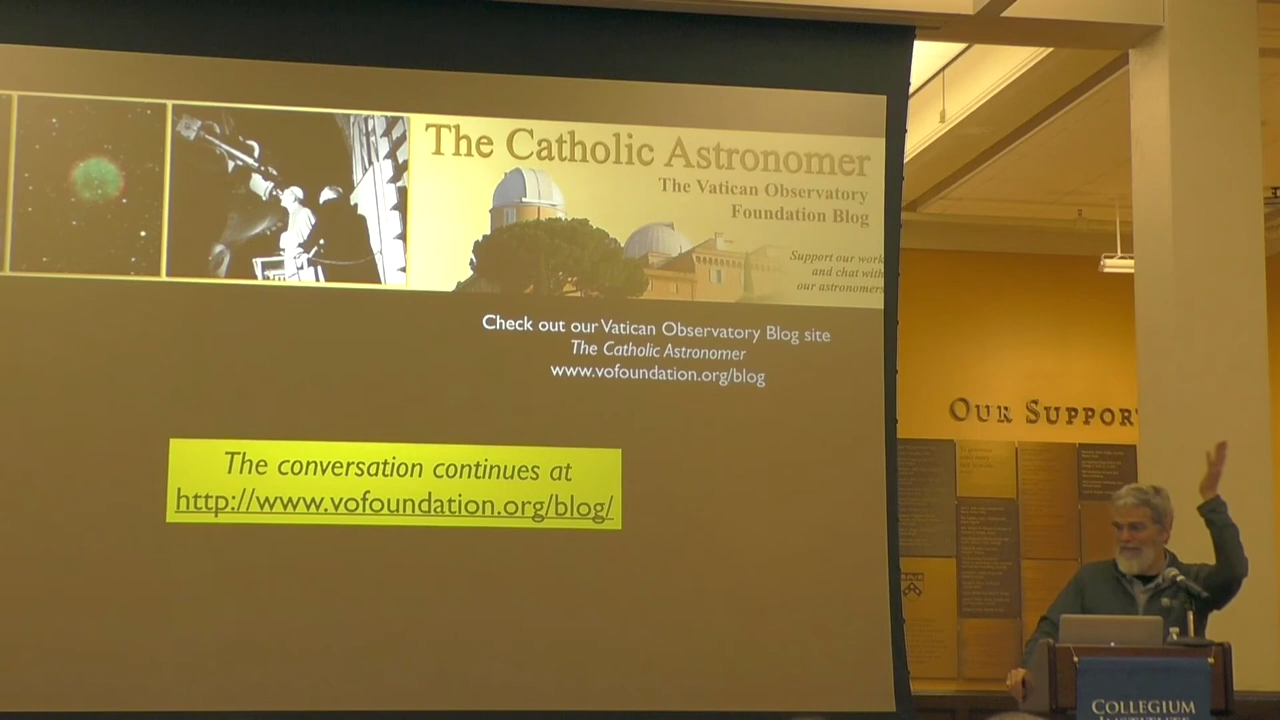 The Catholic Astronomer
The Vatican Observatory
Foundation Blog
Support our work
and chat with
our astronomers
Check out our Vatican Observatory Blog site
The Catholic Astronomer
www.vofoundation.org/blog
The conversation continues at
http://www.vofoundation.org/blog/
OUR SUPPOR
COLLEGIUM
INSTITUTE